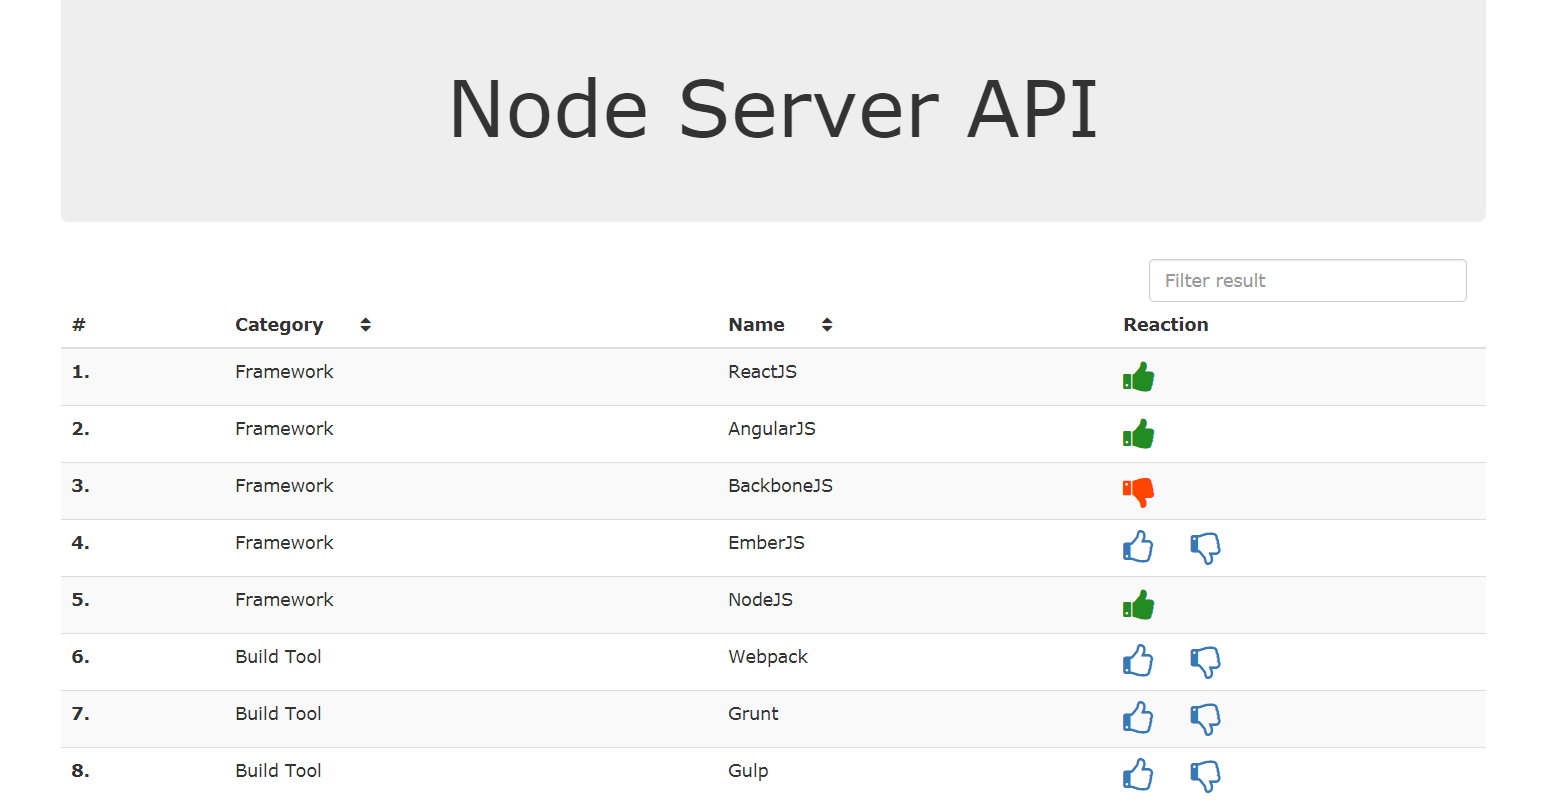 Node Server API
Filter result
# Category Name Reaction
1. Framework ReactJS
2. Framework AngularJS
3. Framework BackboneJS
4. Framework EmberJS
5. Framework NodeJS
6. Build Tool Webpack
7. Build Tool Grunt
8. Build Tool Gulp